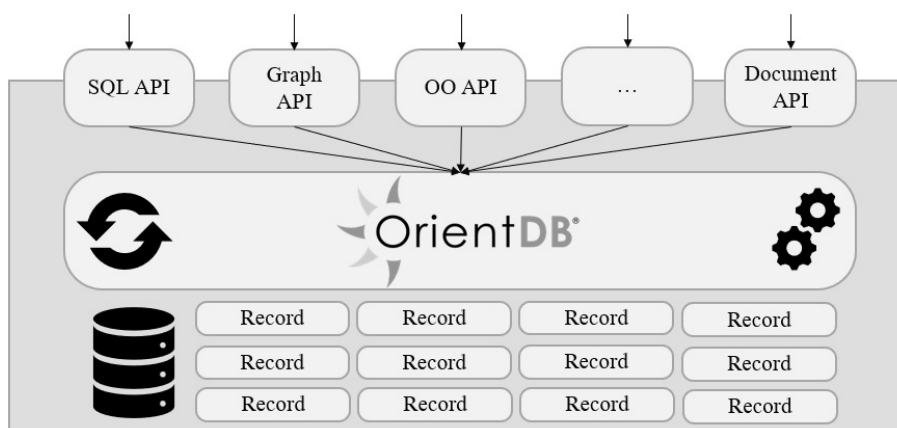 SQL API
Graph
API
OO API
...
Document
API
OrientDB®
Record Record Record Record
Record Record Record Record
Record Record Record Record